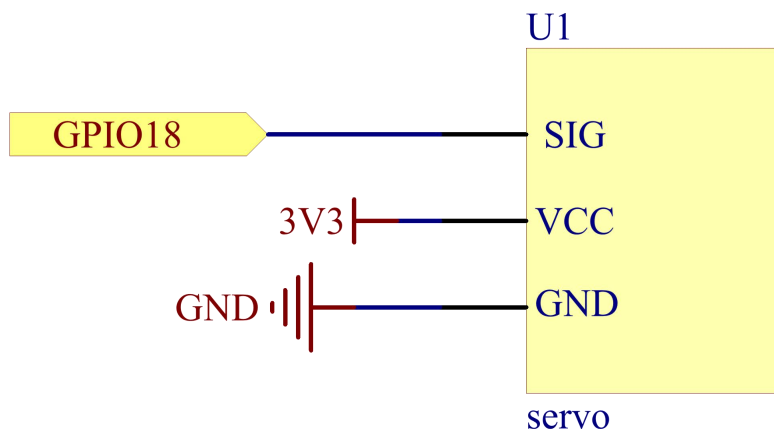 U1
GPIO18 SIG
3V3 VCC
GND GND
servo